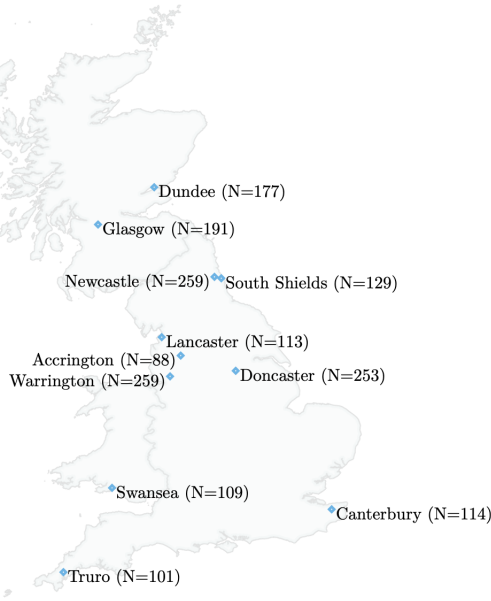 Dundee (N=177)
Glasgow (N=191)
Newcastle (N=259)
South Shields (N=129)
Lancaster (N=113)
Accrington (N=88)
Warrington (N=259)
Doncaster (N=253)
Swansea (N=109)
Canterbury (N=114)
Truro (N=101)